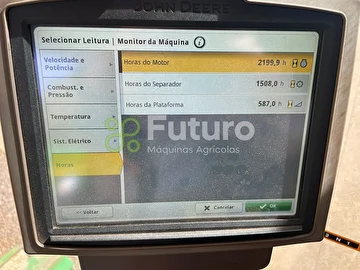 JOHN DEERE
Selecionar Leitura | Monitor da Máquina
Velocidade e
Potência
Combust. e
Pressão
Temperatura
Sist. Elétrico
Horas
Horas do Motor 2199,9 h
Horas do Separador 1508,0 h
Horas da Plataforma 587,0 h
Futuro
Máquinas Agrícolas
Voltar
Cancelar
OK